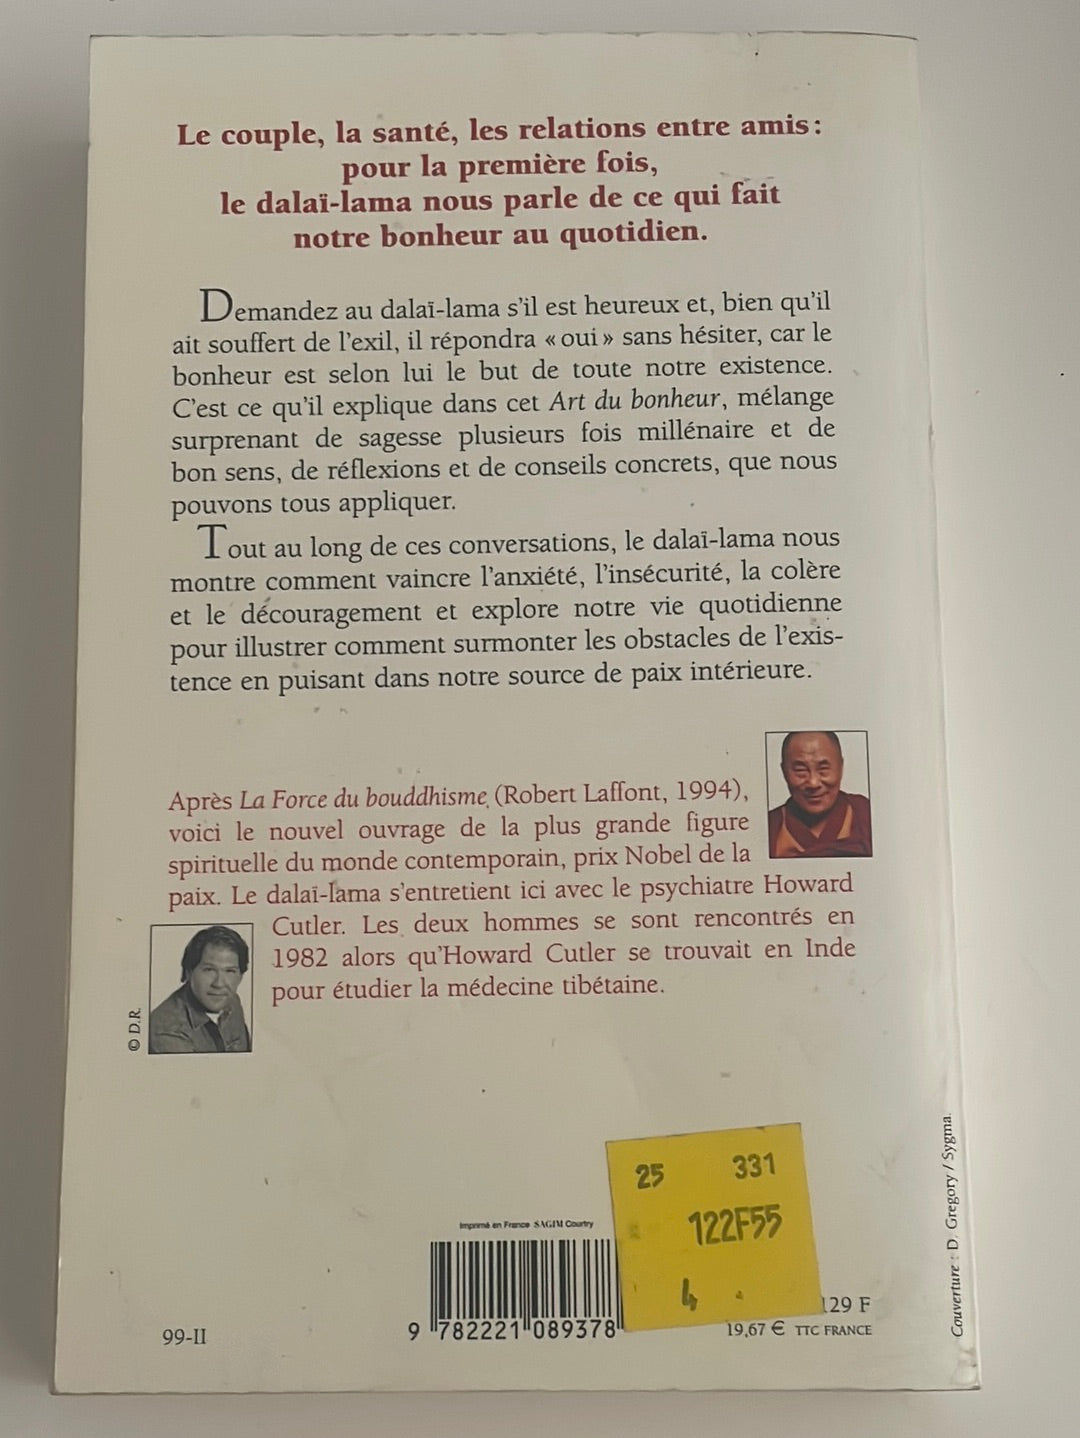 Le couple, la santé, les relations entre amis :
pour la première fois,
le dalaï-lama nous parle de ce qui fait
notre bonheur au quotidien.
Demandez au dalaï-lama s'il est heureux et, bien qu'il
ait souffert de l'exil, il répondra « oui » sans hésiter, car le
bonheur est selon lui le but de toute notre existence.
C'est ce qu'il explique dans cet Art du bonheur, mélange
surprenant de sagesse plusieurs fois millénaire et de
bon sens, de réflexions et de conseils concrets, que nous
pouvons tous appliquer.
Tout au long de ces conversations, le dalaï-lama nous
montre comment vaincre l'anxiété, l'insécurité, la colère
et le découragement et explore notre vie quotidienne
pour illustrer comment surmonter les obstacles de l'exis-
tence en puisant dans notre source de paix intérieure.
Après La Force du bouddhisme (Robert Laffont, 1994),
voici le nouvel ouvrage de la plus grande figure
spirituelle du monde contemporain, prix Nobel de la
paix. Le dalaï-lama s'entretient ici avec le psychiatre Howard
Cutler. Les deux hommes se sont rencontrés en
1982 alors qu'Howard Cutler se trouvait en Inde
pour étudier la médecine tibétaine.
© D.R.
25 331
122F55
4
Imprimé en France SAGIM Courtry
9 782221 089378
99-II
129 F
19,67 € TTC FRANCE
Couverture : D. Gregory / Sygma.